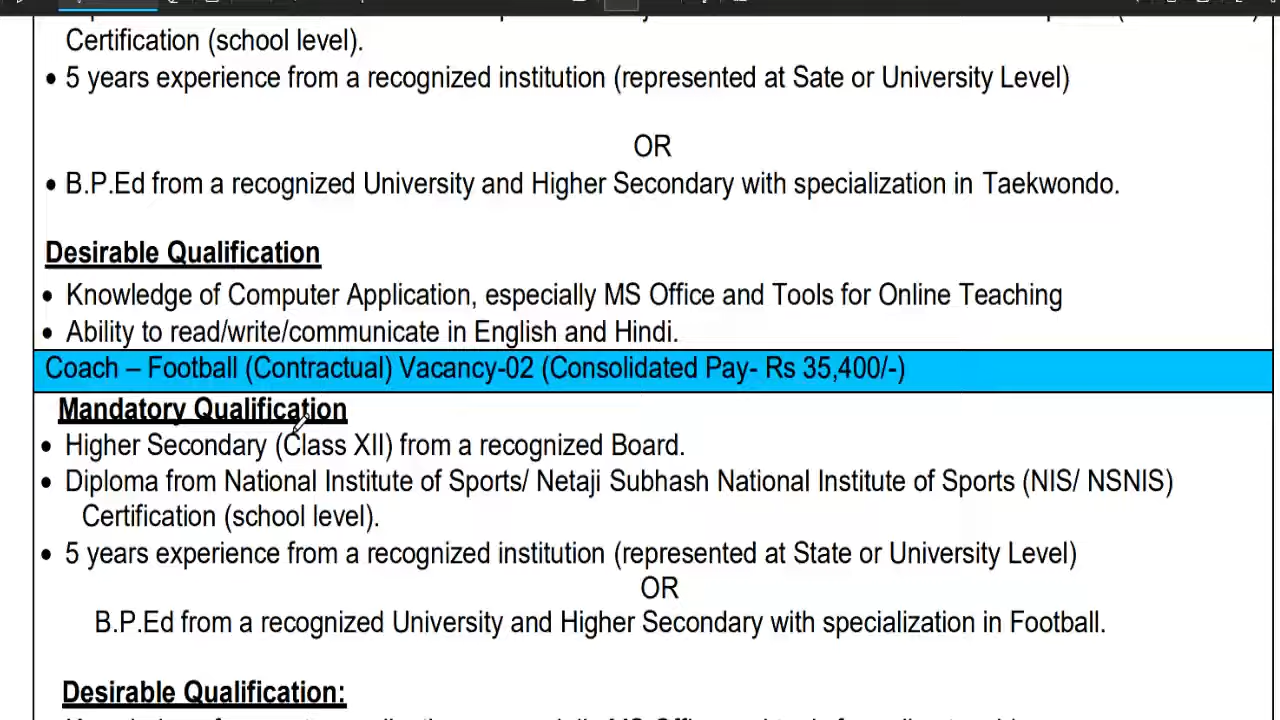 Certification (school level).
• 5 years experience from a recognized institution (represented at Sate or University Level)
OR
• B.P.Ed from a recognized University and Higher Secondary with specialization in Taekwondo.
Desirable Qualification
• Knowledge of Computer Application, especially MS Office and Tools for Online Teaching
• Ability to read/write/communicate in English and Hindi.
Coach – Football (Contractual) Vacancy-02 (Consolidated Pay- Rs 35,400/-)
Mandatory Qualification
• Higher Secondary (Class XII) from a recognized Board.
• Diploma from National Institute of Sports/ Netaji Subhash National Institute of Sports (NIS/ NSNIS)
Certification (school level).
• 5 years experience from a recognized institution (represented at State or University Level)
OR
B.P.Ed from a recognized University and Higher Secondary with specialization in Football.
Desirable Qualification: